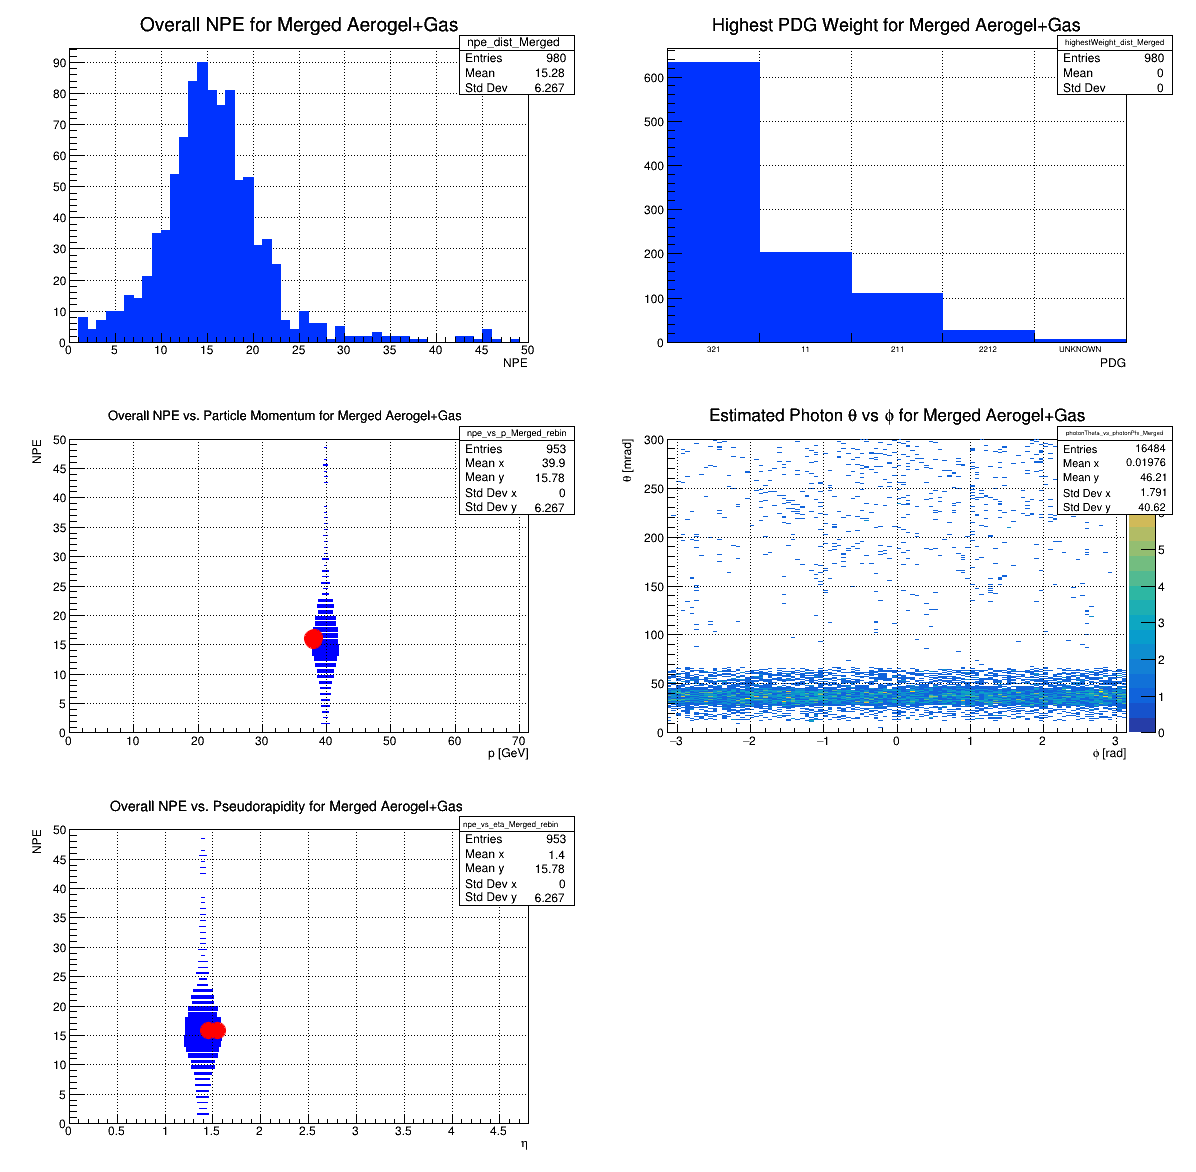 Overall NPE for Merged Aerogel+Gas
npe_dist_Merged
Entries 980
Mean 15.28
Std Dev 6.267
90
80
70
60
50
40
30
20
10
0
0 5 10 15 20 25 30 35 40 45 50
NPE
Highest PDG Weight for Merged Aerogel+Gas
highestWeight_dist_Merged
Entries 980
Mean 0
Std Dev 0
600
500
400
300
200
100
0
321 11 211 2212 UNKNOWN
PDG
Overall NPE vs. Particle Momentum for Merged Aerogel+Gas
NPE
npe_vs_p_Merged_rebin
Entries 953
Mean x 39.9
Mean y 15.78
Std Dev x 0
Std Dev y 6.267
50
45
40
35
30
25
20
15
10
5
0
0 10 20 30 40 50 60 70
p [GeV]
Estimated Photon θ vs ϕ for Merged Aerogel+Gas
θ [mrad]
photonTheta_vs_photonPhi_Merged
Entries 16484
Mean x 0.01976
Mean y 46.21
Std Dev x 1.791
Std Dev y 40.62
300
250
200
150
100
50
0
−3 −2 −1 0 1 2 3
ϕ [rad]
5
4
3
2
1
0
Overall NPE vs. Pseudorapidity for Merged Aerogel+Gas
NPE
npe_vs_eta_Merged_rebin
Entries 953
Mean x 1.4
Mean y 15.78
Std Dev x 0
Std Dev y 6.267
50
45
40
35
30
25
20
15
10
5
0
0 0.5 1 1.5 2 2.5 3 3.5 4 4.5
η